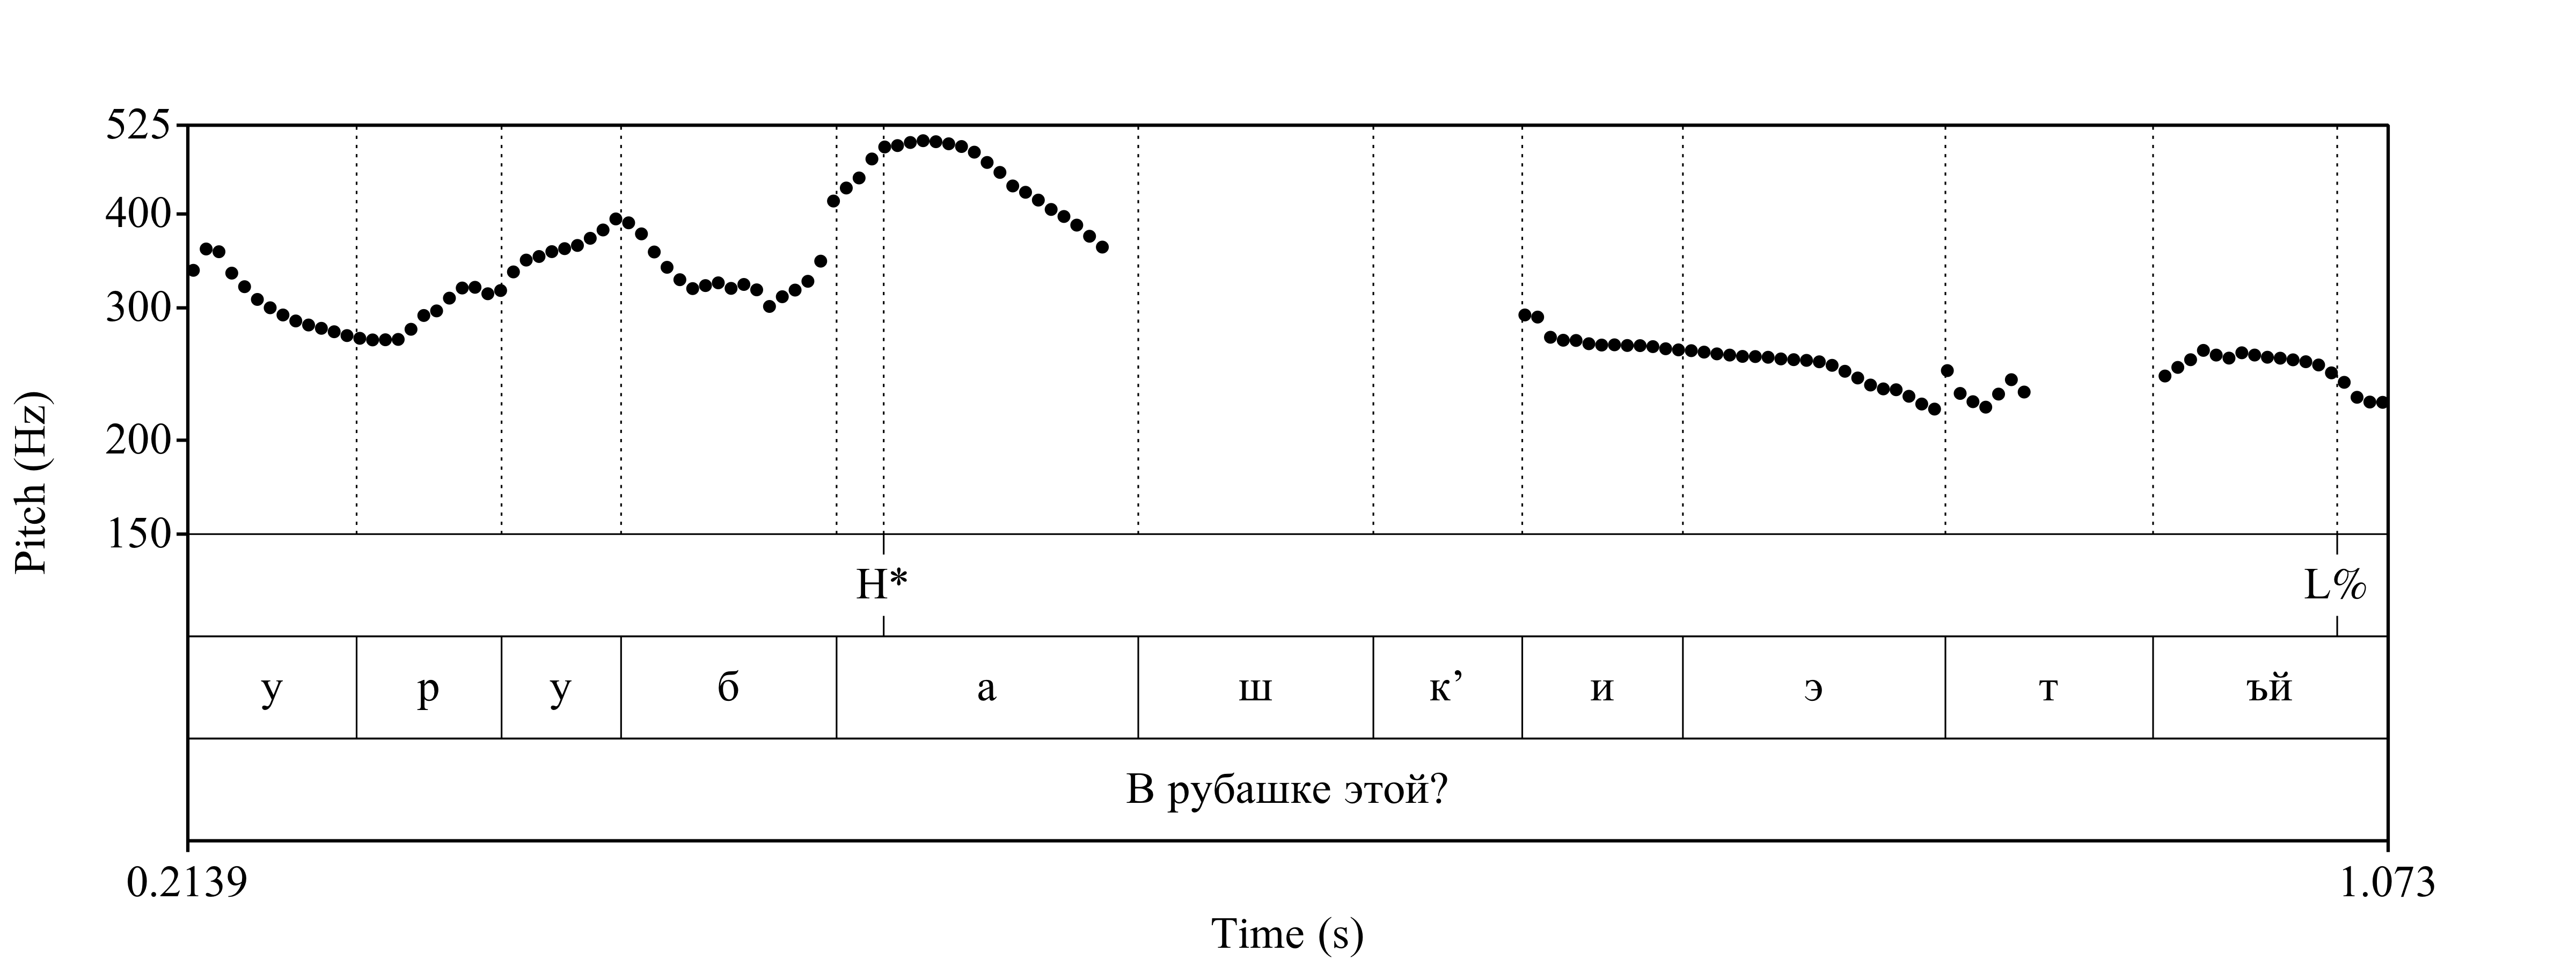 525
400
300
200
150
Pitch (Hz)
H* L%
у р у б а ш к’ и э т ъй
В рубашке этой?
0.2139 1.073
Time (s)